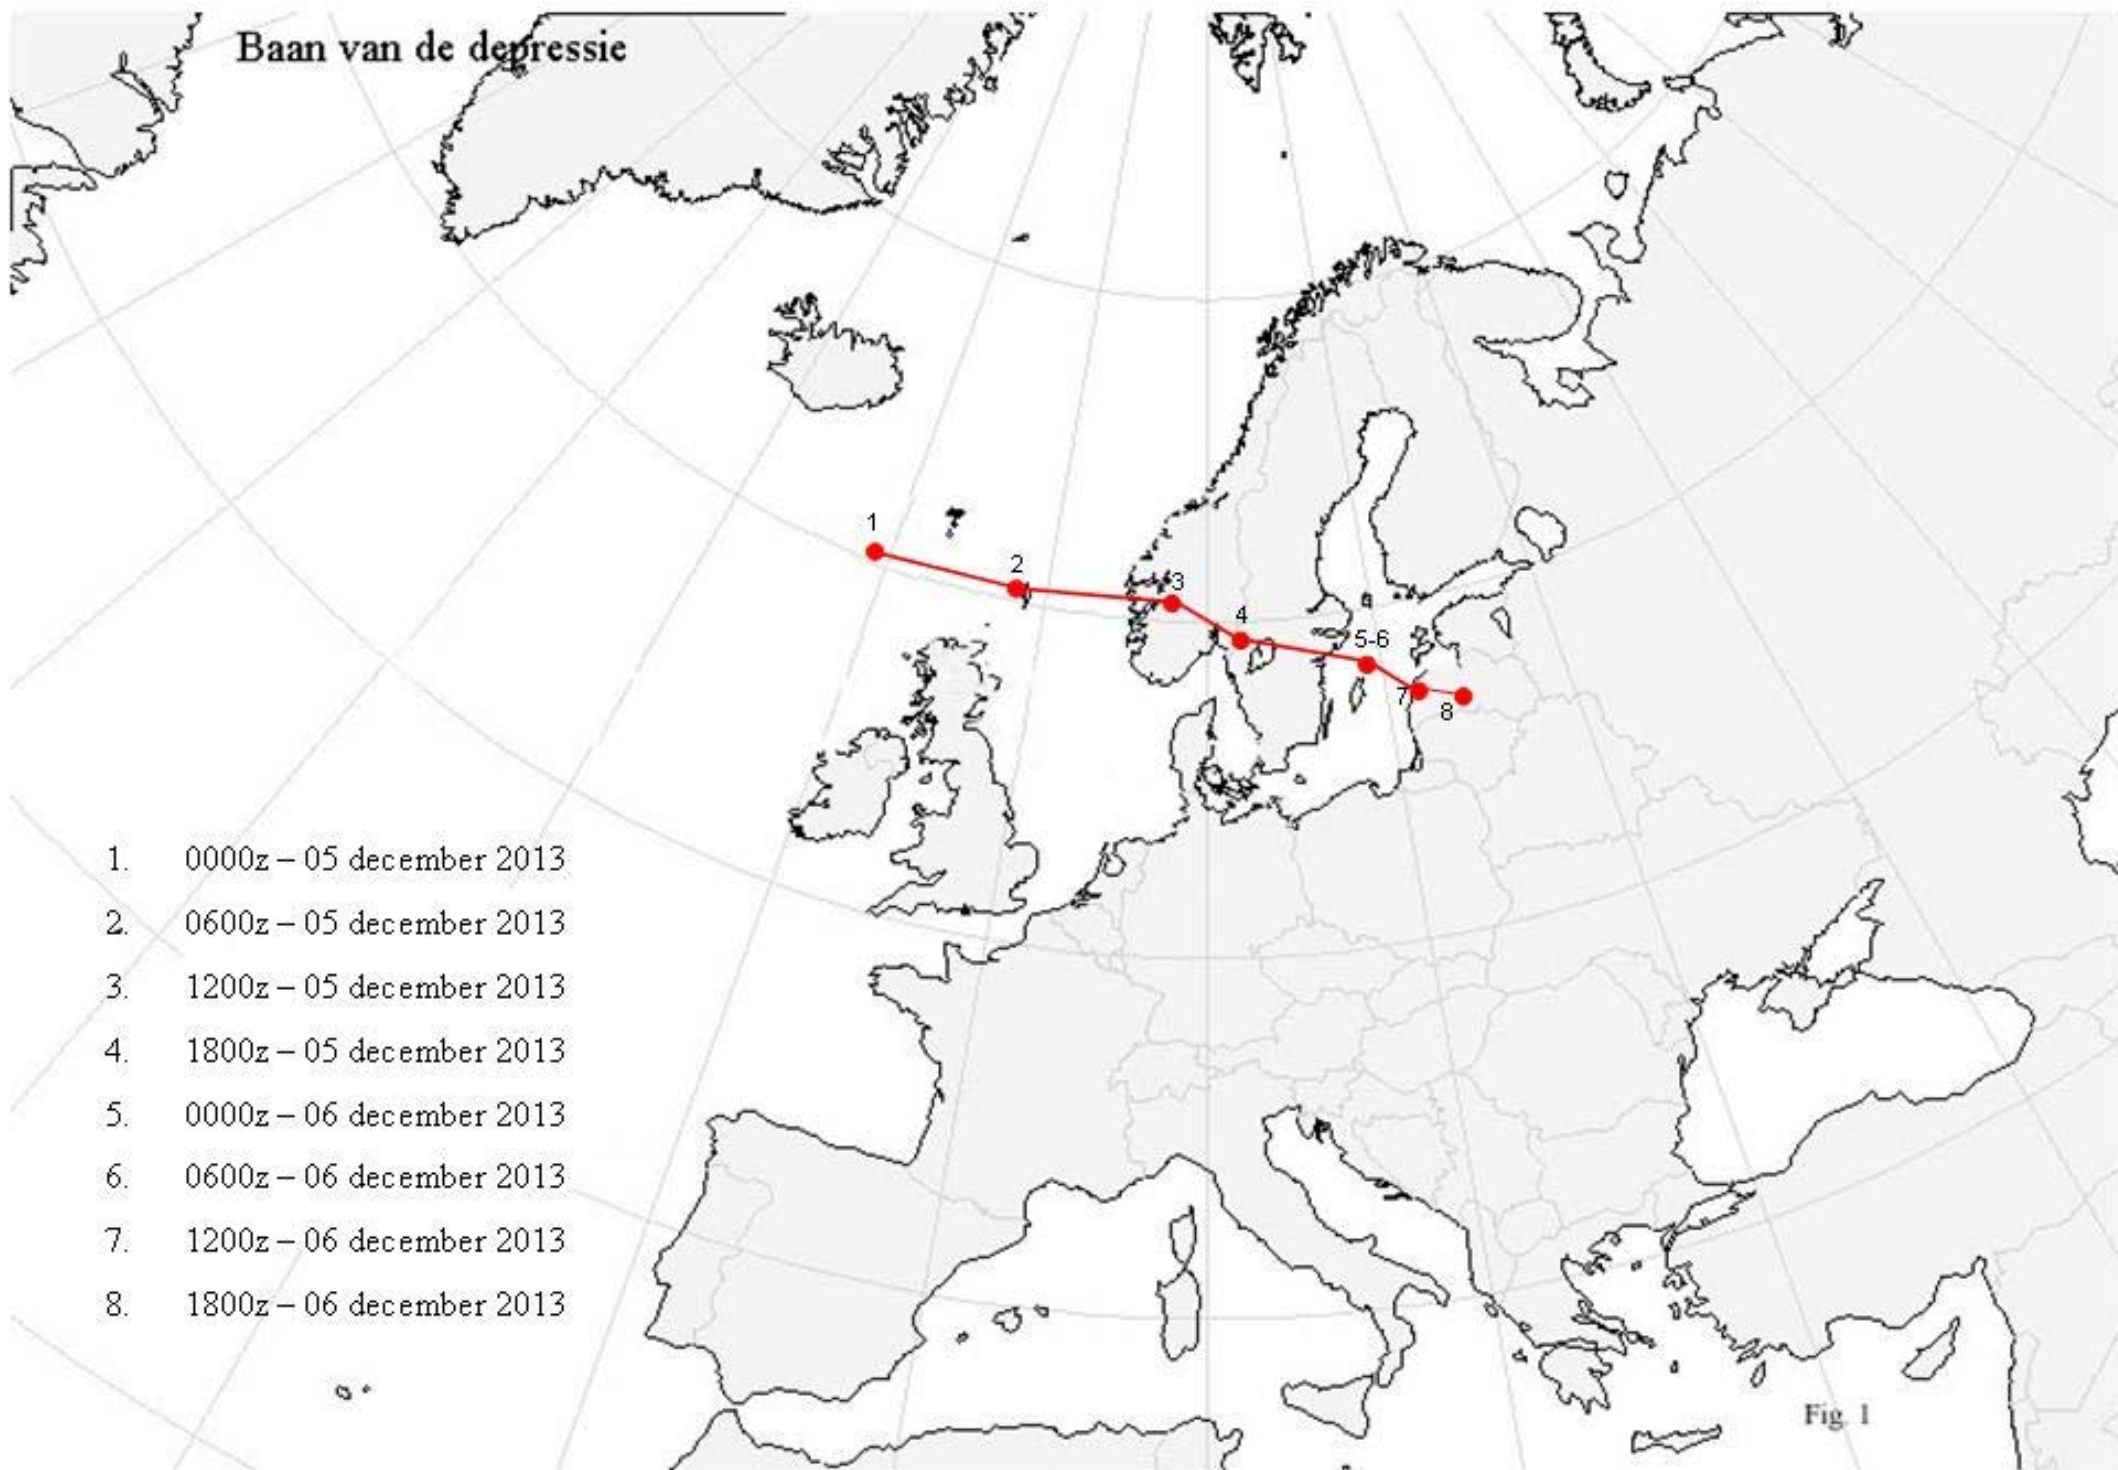 Baan van de depressie
1
2
3
4
5-6
7
8
1. 0000z – 05 december 2013
2. 0600z – 05 december 2013
3. 1200z – 05 december 2013
4. 1800z – 05 december 2013
5. 0000z – 06 december 2013
6. 0600z – 06 december 2013
7. 1200z – 06 december 2013
8. 1800z – 06 december 2013
Fig. 1